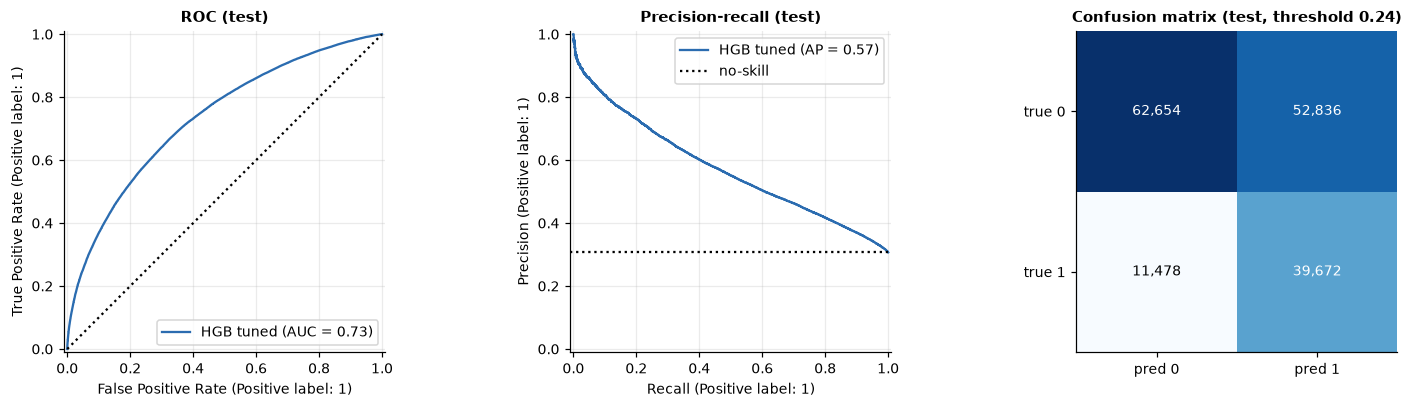 ROC (test)
1.0
0.8
0.6
0.4
0.2
0.0
True Positive Rate (Positive label: 1)
HGB tuned (AUC = 0.73)
0.0 0.2 0.4 0.6 0.8 1.0
False Positive Rate (Positive label: 1)
Precision-recall (test)
1.0
0.8
0.6
0.4
0.2
0.0
Precision (Positive label: 1)
HGB tuned (AP = 0.57)
no-skill
0.0 0.2 0.4 0.6 0.8 1.0
Recall (Positive label: 1)
Confusion matrix (test, threshold 0.24)
true 0 62,654 52,836
true 1 11,478 39,672
pred 0 pred 1